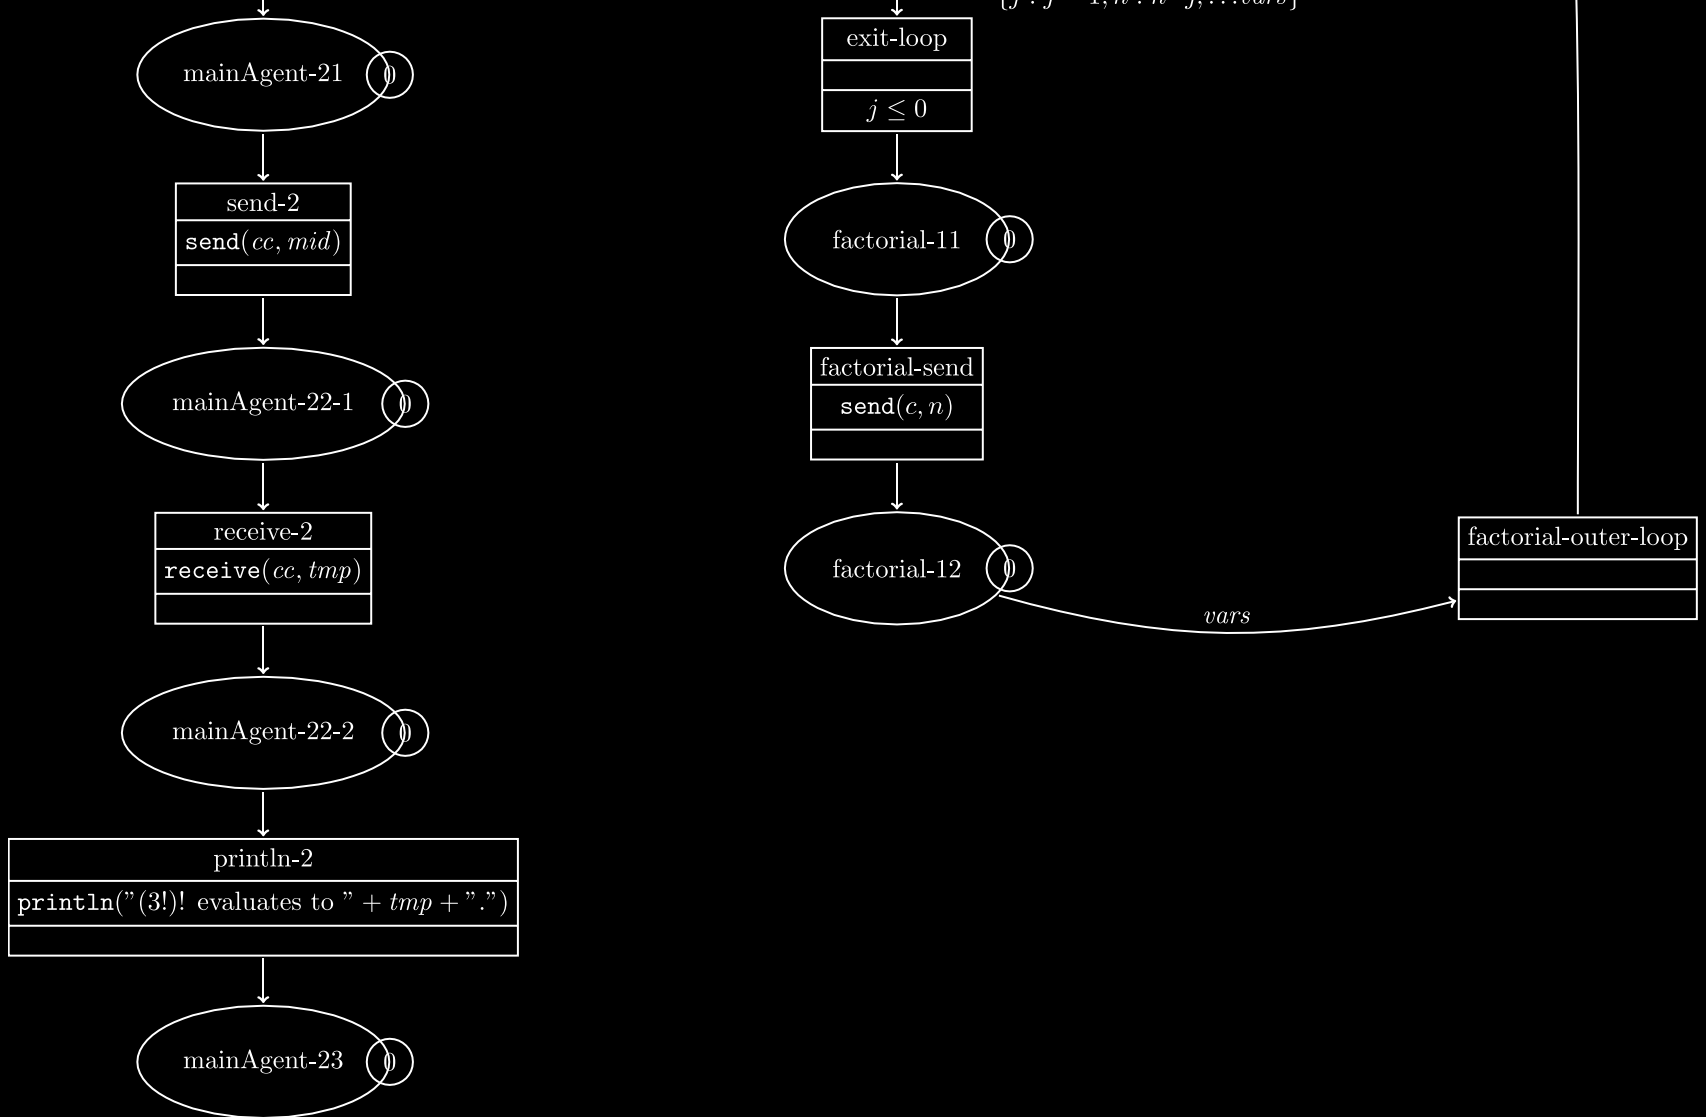 mainAgent-21
0
send-2
send(cc, mid)
mainAgent-22-1
0
receive-2
receive(cc, tmp)
mainAgent-22-2
0
println-2
println("(3!)! evaluates to " + tmp + ".")
mainAgent-23
0
exit-loop
j ≤ 0
factorial-11
0
factorial-send
send(c, n)
factorial-12
0
vars
factorial-outer-loop